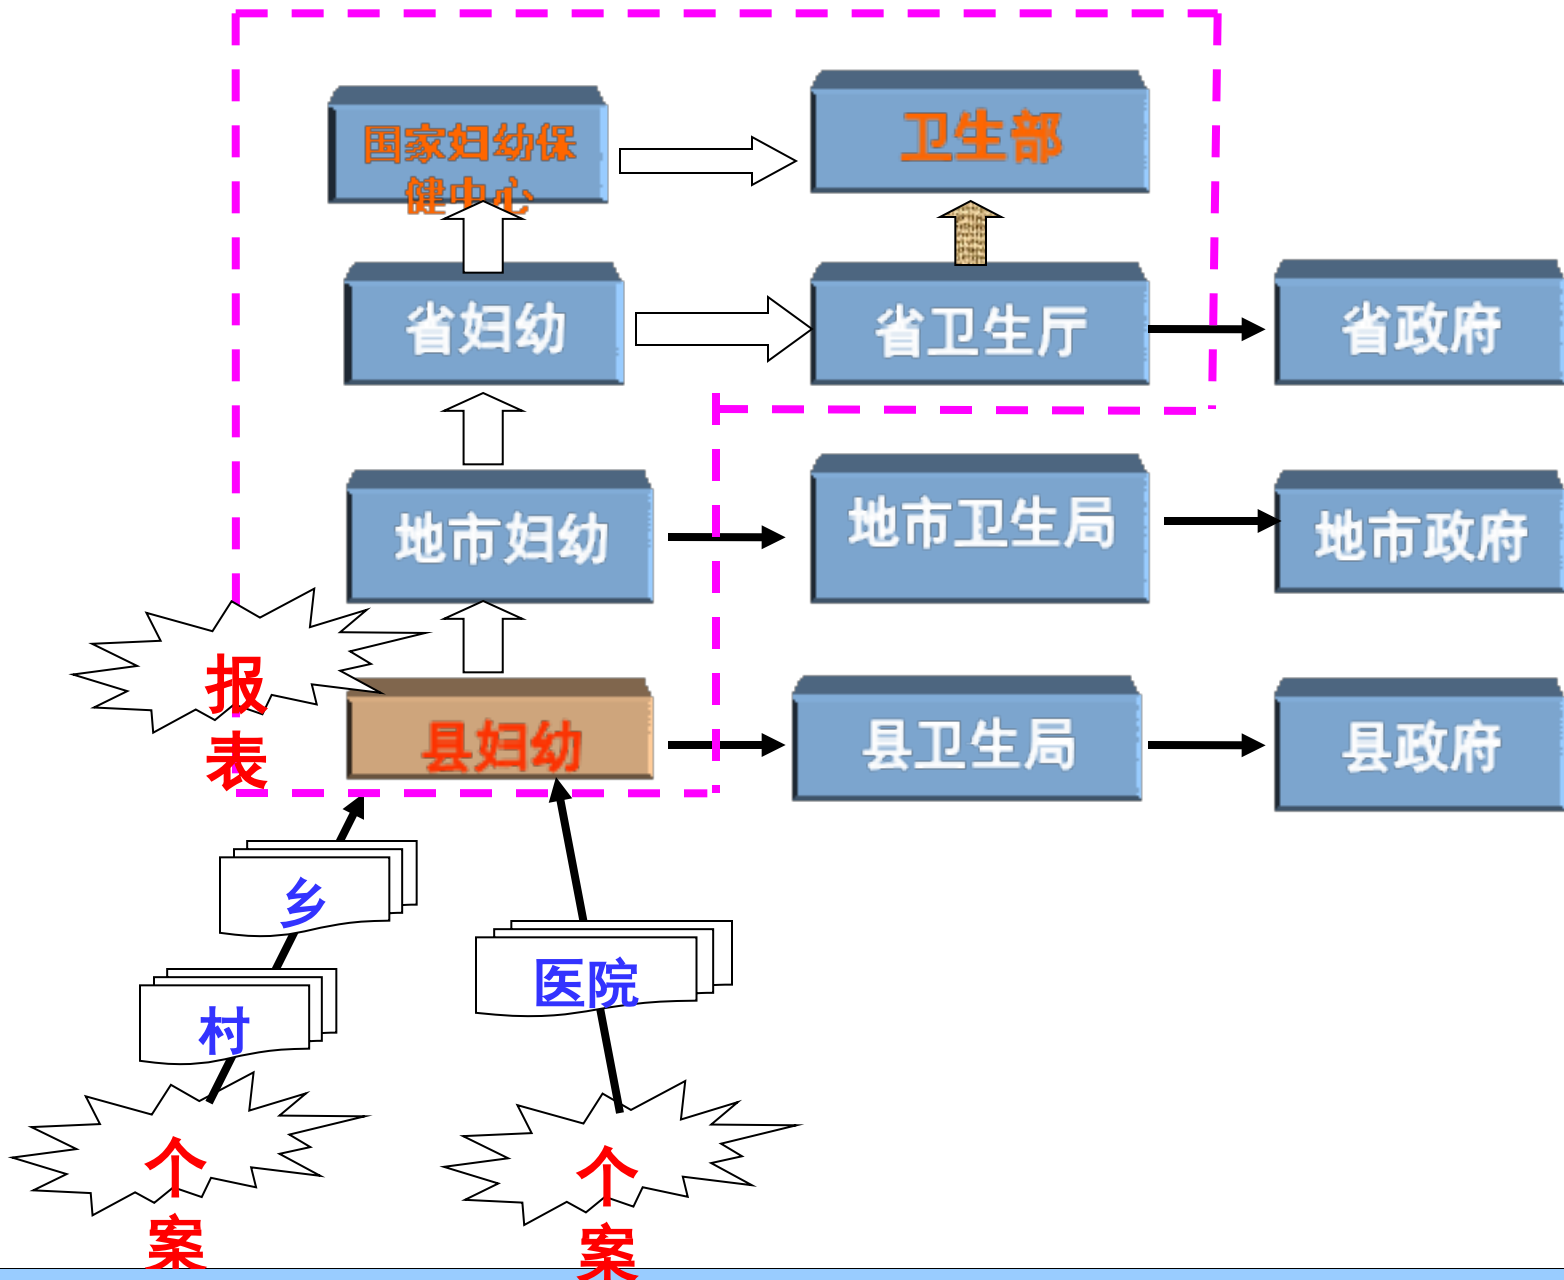 国家妇幼保
健中心
卫生部
省妇幼
省卫生厅
省政府
地市妇幼
地市卫生局
地市政府
报
表
县妇幼
县卫生局
县政府
乡
医院
村
个
案
个
案